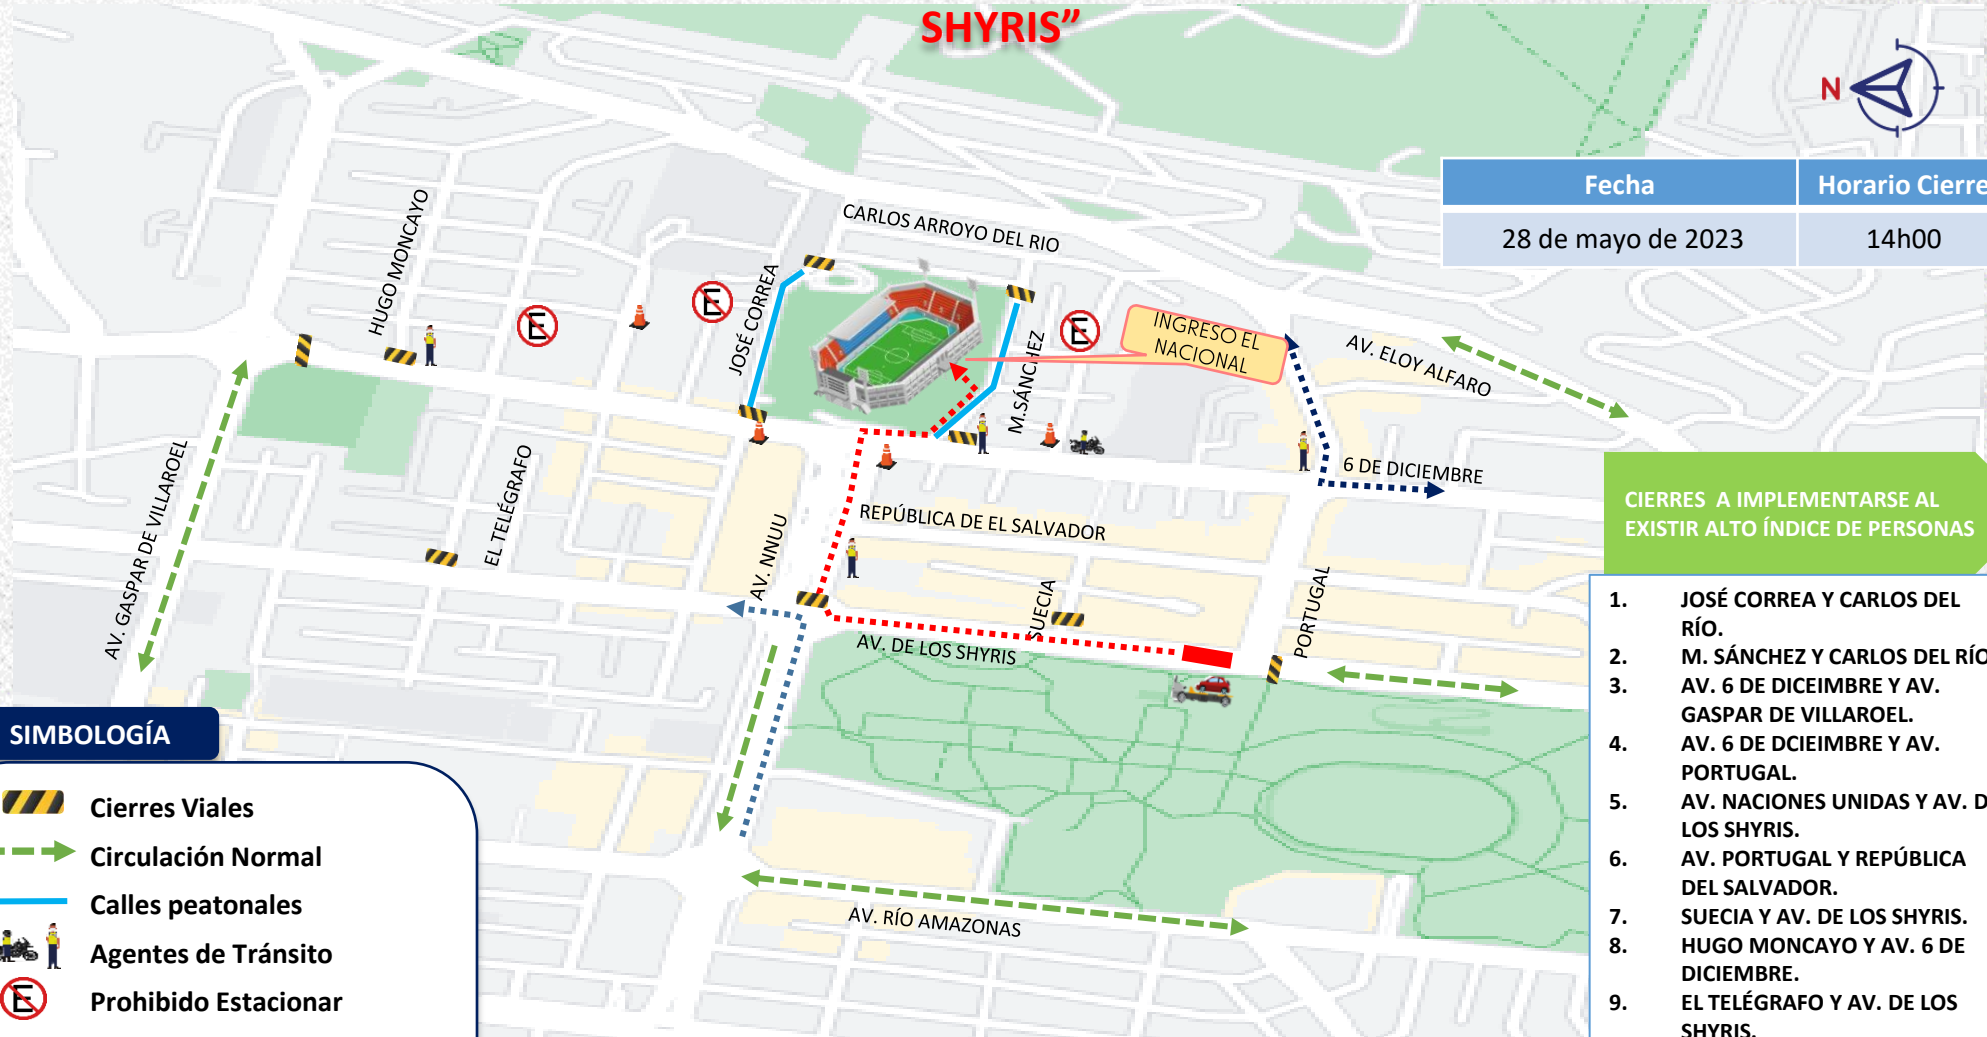 SHYRIS”
N
Fecha
Horario Cierre
28 de mayo de 2023
14h00
HUGO MONCAYO
CARLOS ARROYO DEL RIO
JOSÉ CORREA
E
E
E
M.SÁNCHEZ
INGRESO EL
NACIONAL
AV. ELOY ALFARO
6 DE DICIEMBRE
AV. GASPAR DE VILLAROEL
EL TELÉGRAFO
AV. NNUU
REPÚBLICA DE EL SALVADOR
SUECIA
PORTUGAL
AV. DE LOS SHYRIS
AV. RÍO AMAZONAS
CIERRES A IMPLEMENTARSE AL
EXISTIR ALTO ÍNDICE DE PERSONAS
1. JOSÉ CORREA Y CARLOS DEL
RÍO.
2. M. SÁNCHEZ Y CARLOS DEL RÍO
3. AV. 6 DE DICEIMBRE Y AV.
GASPAR DE VILLAROEL.
4. AV. 6 DE DCIEIMBRE Y AV.
PORTUGAL.
5. AV. NACIONES UNIDAS Y AV. D
LOS SHYRIS.
6. AV. PORTUGAL Y REPÚBLICA
DEL SALVADOR.
7. SUECIA Y AV. DE LOS SHYRIS.
8. HUGO MONCAYO Y AV. 6 DE
DICIEMBRE.
9. EL TELÉGRAFO Y AV. DE LOS
SHYRIS.
SIMBOLOGÍA
Cierres Viales
Circulación Normal
Calles peatonales
Agentes de Tránsito
E
Prohibido Estacionar